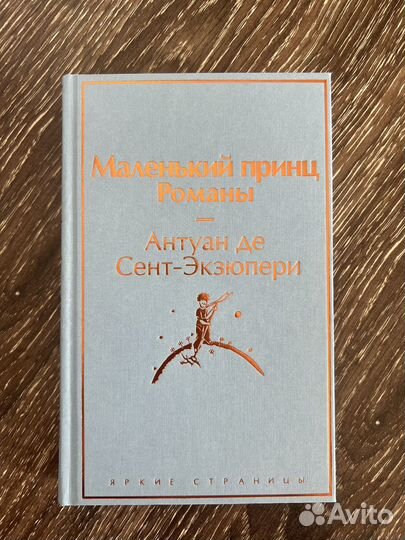 Маленький принц
Романы
—
Антуан де
Сент-Экзюпери
ЯРКИЕ СТРАНИЦЫ
Avito